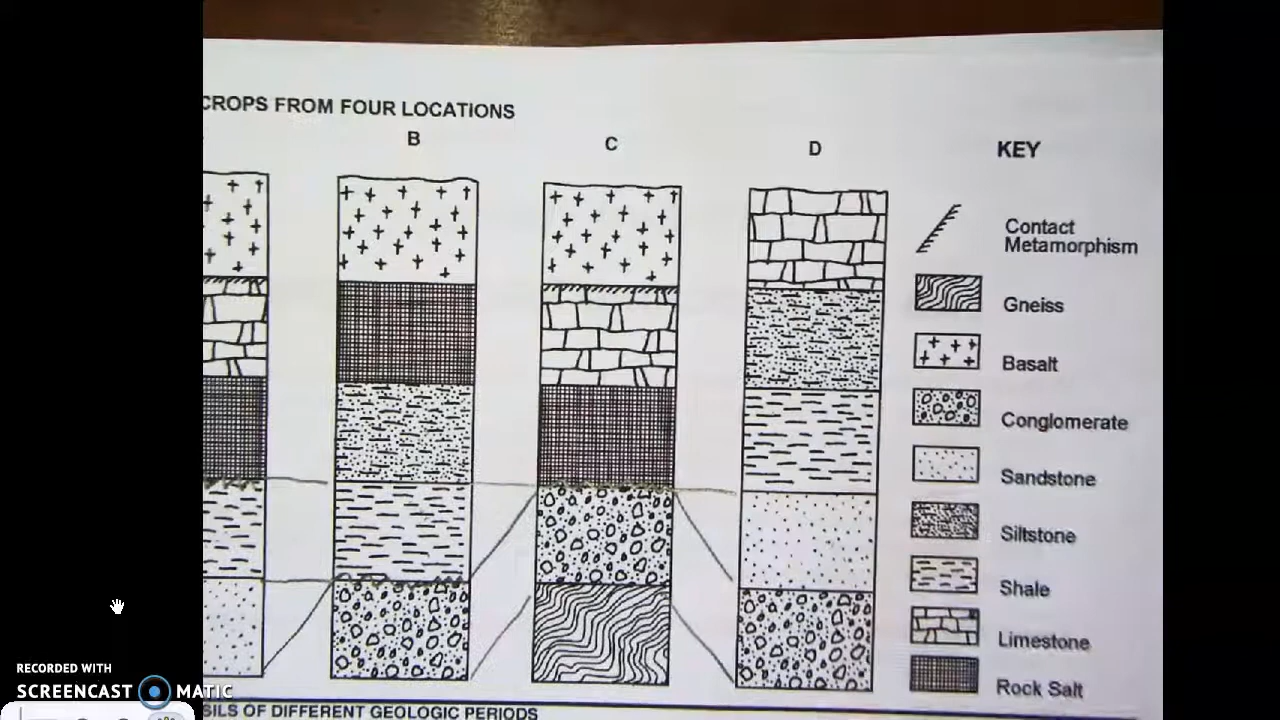 CROPS FROM FOUR LOCATIONS
B
C
D
KEY
Contact
Metamorphism
Gneiss
Basalt
Conglomerate
Sandstone
Siltstone
Shale
Limestone
Rock Salt
RECORDED WITH
SCREENCAST MATIC
SILS OF DIFFERENT GEOLOGIC PERIODS